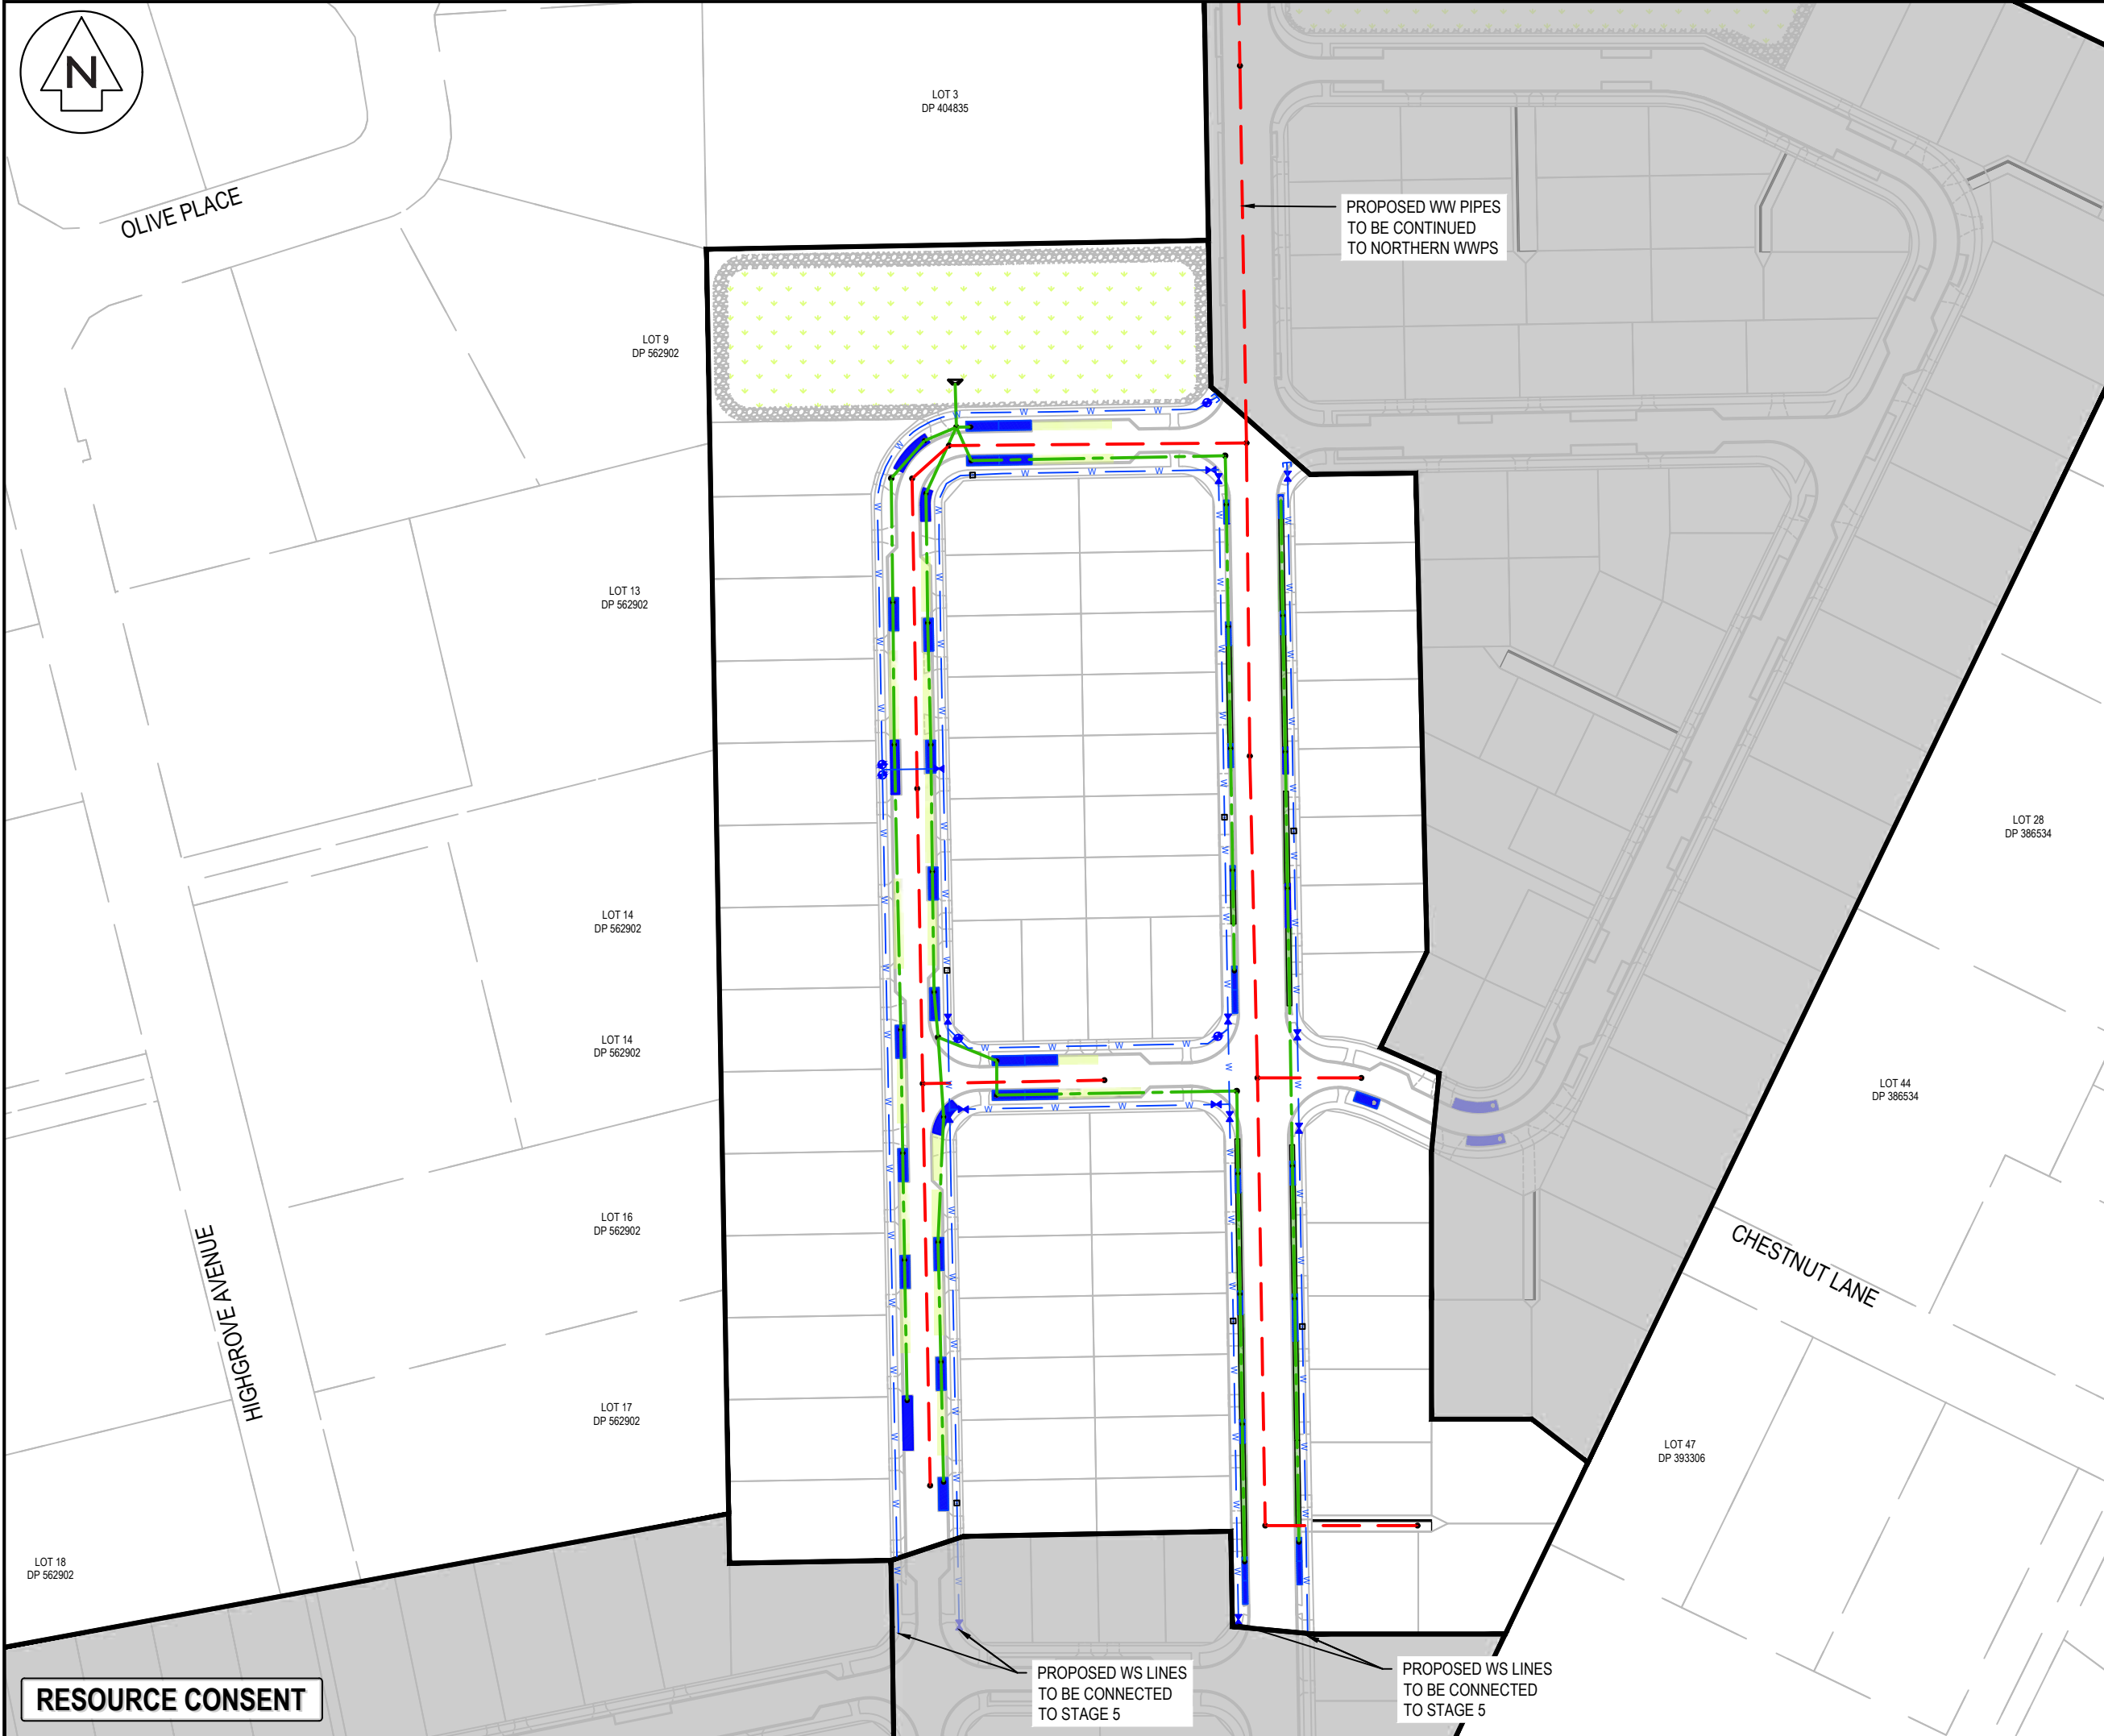 N
LOT 3
DP 404835
OLIVE PLACE
PROPOSED WW PIPES
TO BE CONTINUED
TO NORTHERN WWPS
LOT 9
DP 562902
LOT 13
DP 562902
LOT 28
DP 386534
LOT 14
DP 562902
LOT 14
DP 562902
LOT 44
DP 386534
LOT 16
DP 562902
CHESTNUT LANE
HIGHGROVE AVENUE
LOT 17
DP 562902
LOT 47
DP 393306
LOT 18
DP 562902
PROPOSED WS LINES
TO BE CONNECTED
TO STAGE 5
PROPOSED WS LINES
TO BE CONNECTED
TO STAGE 5
RESOURCE CONSENT